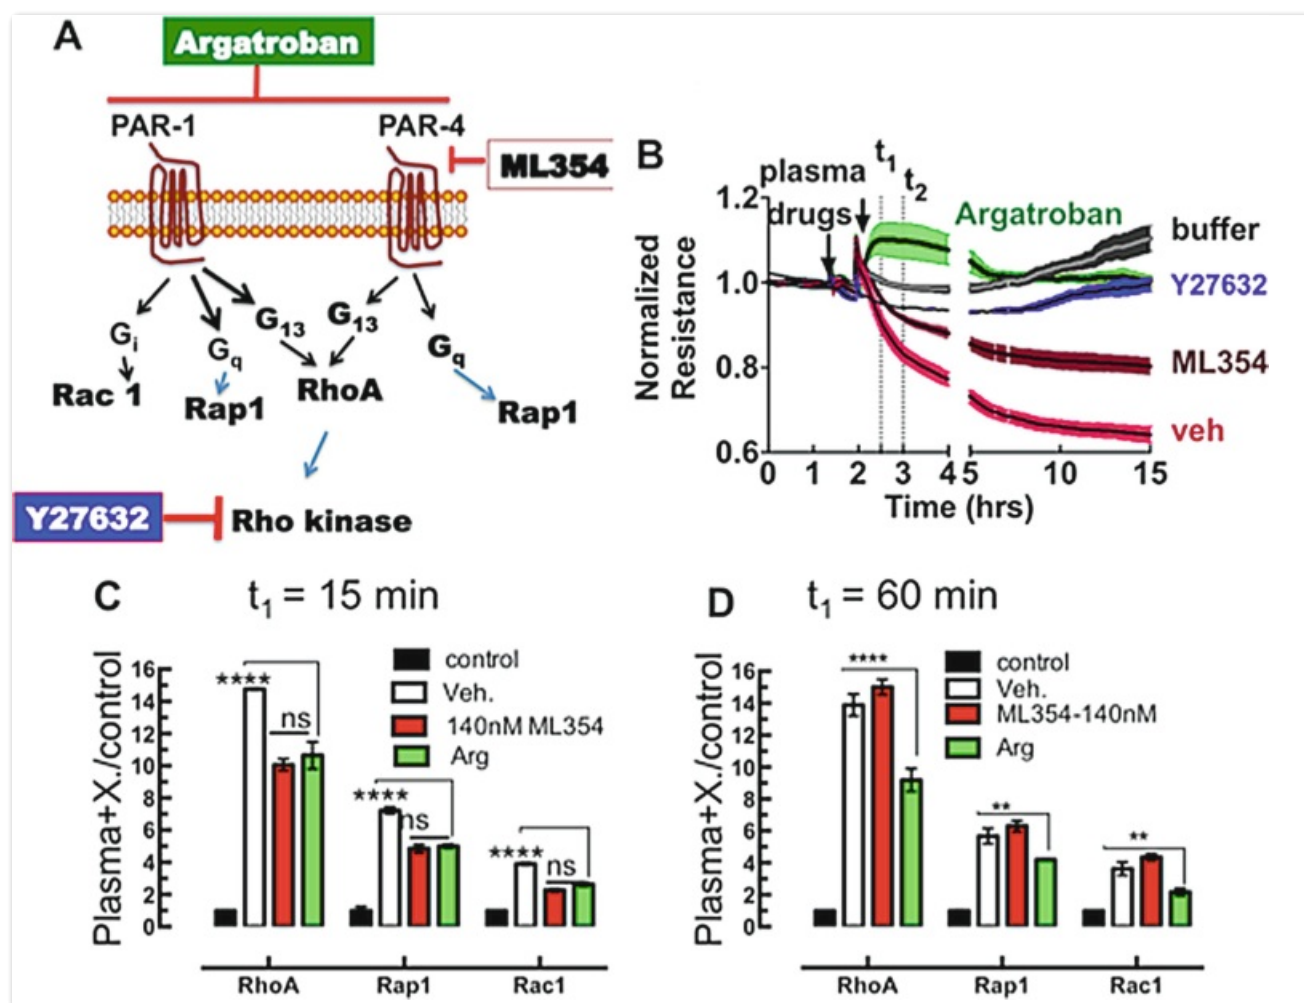 A
Argatroban
PAR-1
PAR-4
ML354
Gi
Gq
G13
G13
Gq
Rac 1
Rap1
RhoA
Rap1
Y27632
Rho kinase
B
plasma
t1
t2
drugs
Argatroban
buffer
Y27632
ML354
veh
Normalized
Resistance
1.2
1.0
0.8
0.6
0 1 2 3 4 5 10 15
Time (hrs)
C
t1 = 15 min
Plasma+X./control
16
14
12
10
8
6
4
2
0
control
Veh.
140nM ML354
Arg
****
ns
****
ns
****
ns
RhoA Rap1 Rac1
D
t1 = 60 min
Plasma+X./control
16
14
12
10
8
6
4
2
0
control
Veh.
ML354-140nM
Arg
****
**
**
RhoA Rap1 Rac1